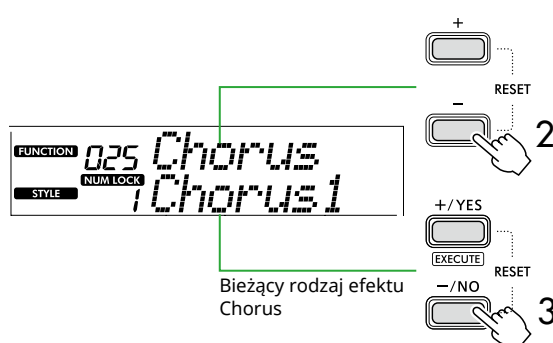 +
RESET
−
2
FUNCTION 025 Chorus
NUM LOCK
STYLE 1 Chorus1
+/YES
EXECUTE
RESET
−/NO
3
Bieżący rodzaj efektu
Chorus